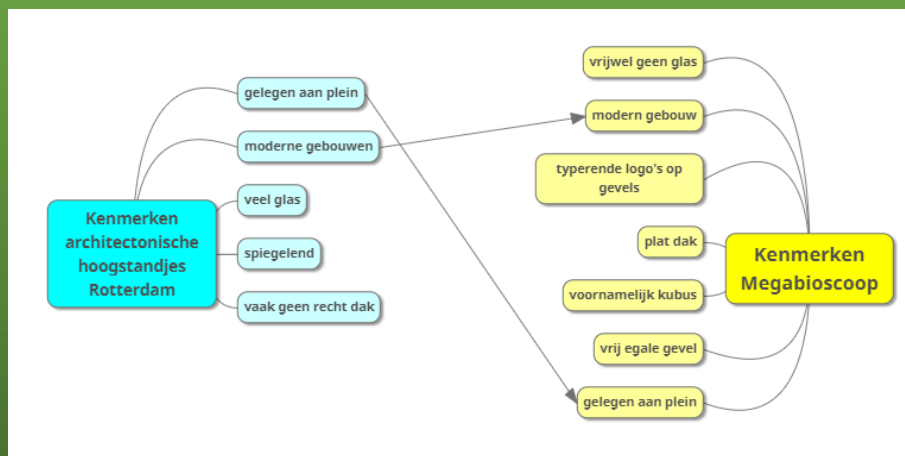 Kenmerken
architectonische
hoogstandjes
Rotterdam
gelegen aan plein
moderne gebouwen
veel glas
spiegelend
vaak geen recht dak
vrijwel geen glas
modern gebouw
typerende logo's op
gevels
plat dak
voornamelijk kubus
vrij egale gevel
gelegen aan plein
Kenmerken
Megabioscoop